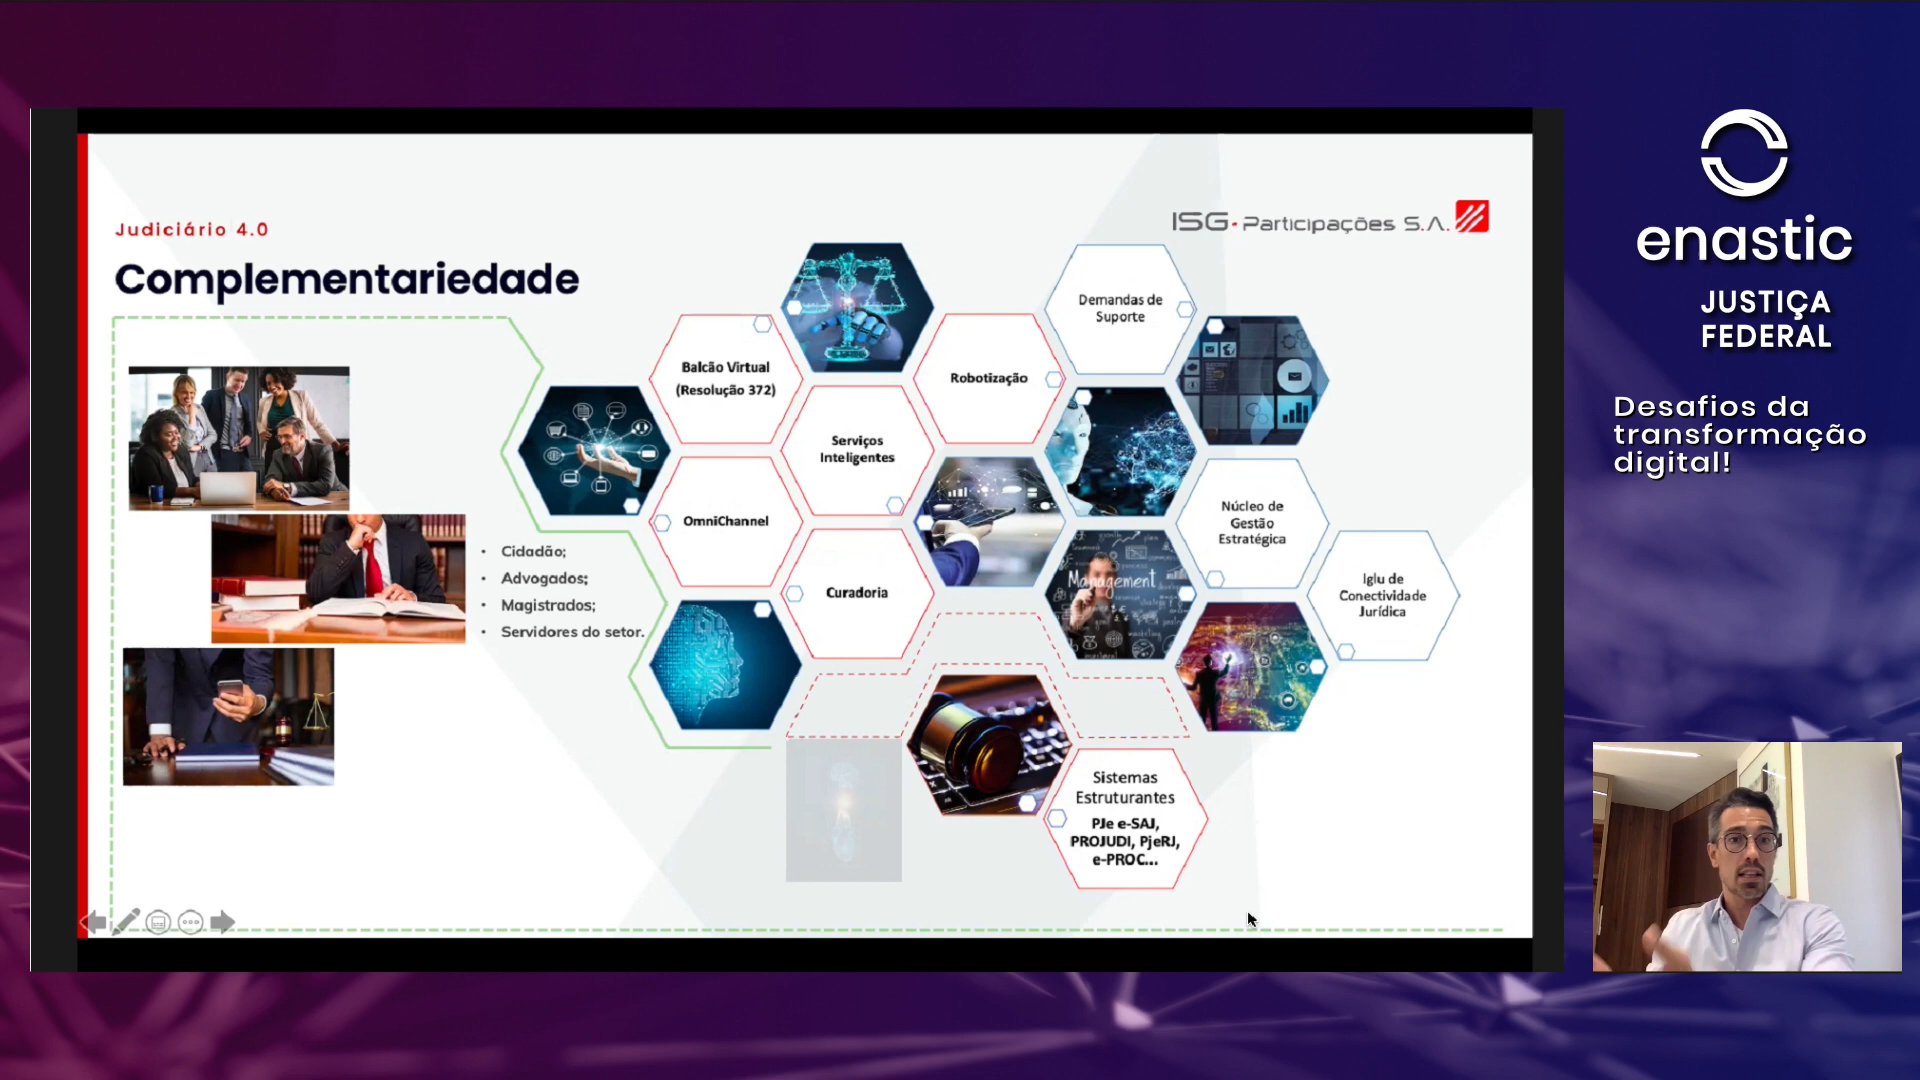 Judiciário 4.0
Complementariedade
ISG Participações S.A.
Balcão Virtual
(Resolução 372)
OmniChannel
Serviços
Inteligentes
Curadoria
Robotização
Demandas de
Suporte
Núcleo de
Gestão
Estratégica
Iglu de
Conectividade
Jurídica
Management
• Cidadão;
• Advogados;
• Magistrados;
• Servidores do setor.
Sistemas
Estruturantes
PJe e-SAJ,
PROJUDI, PjeRJ,
e-PROC...
enastic
JUSTIÇA
FEDERAL
Desafios da
transformação
digital!